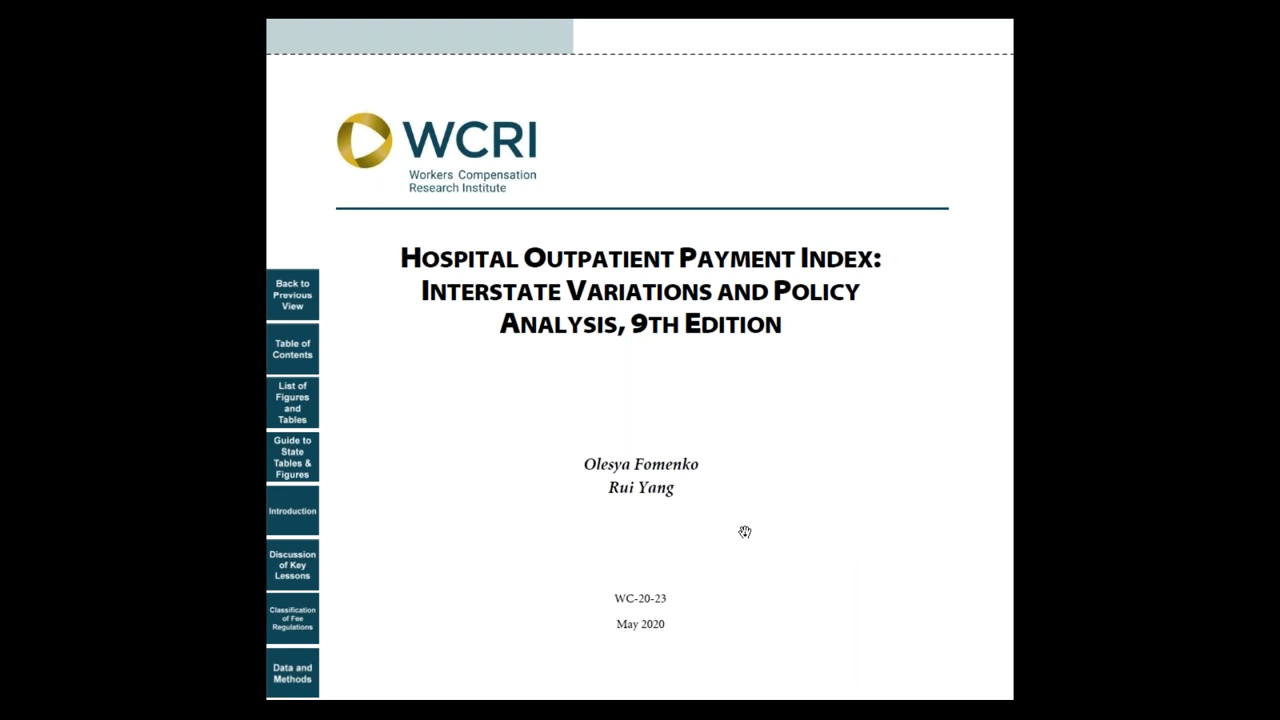 WCRI
Workers Compensation
Research Institute
HOSPITAL OUTPATIENT PAYMENT INDEX:
INTERSTATE VARIATIONS AND POLICY
ANALYSIS, 9TH EDITION
Back to
Previous
View
Table of
Contents
List of
Figures
and
Tables
Guide to
State
Tables &
Figures
Introduction
Discussion
of Key
Lessons
Classification
of Fee
Regulations
Data and
Methods
Olesya Fomenko
Rui Yang
WC-20-23
May 2020